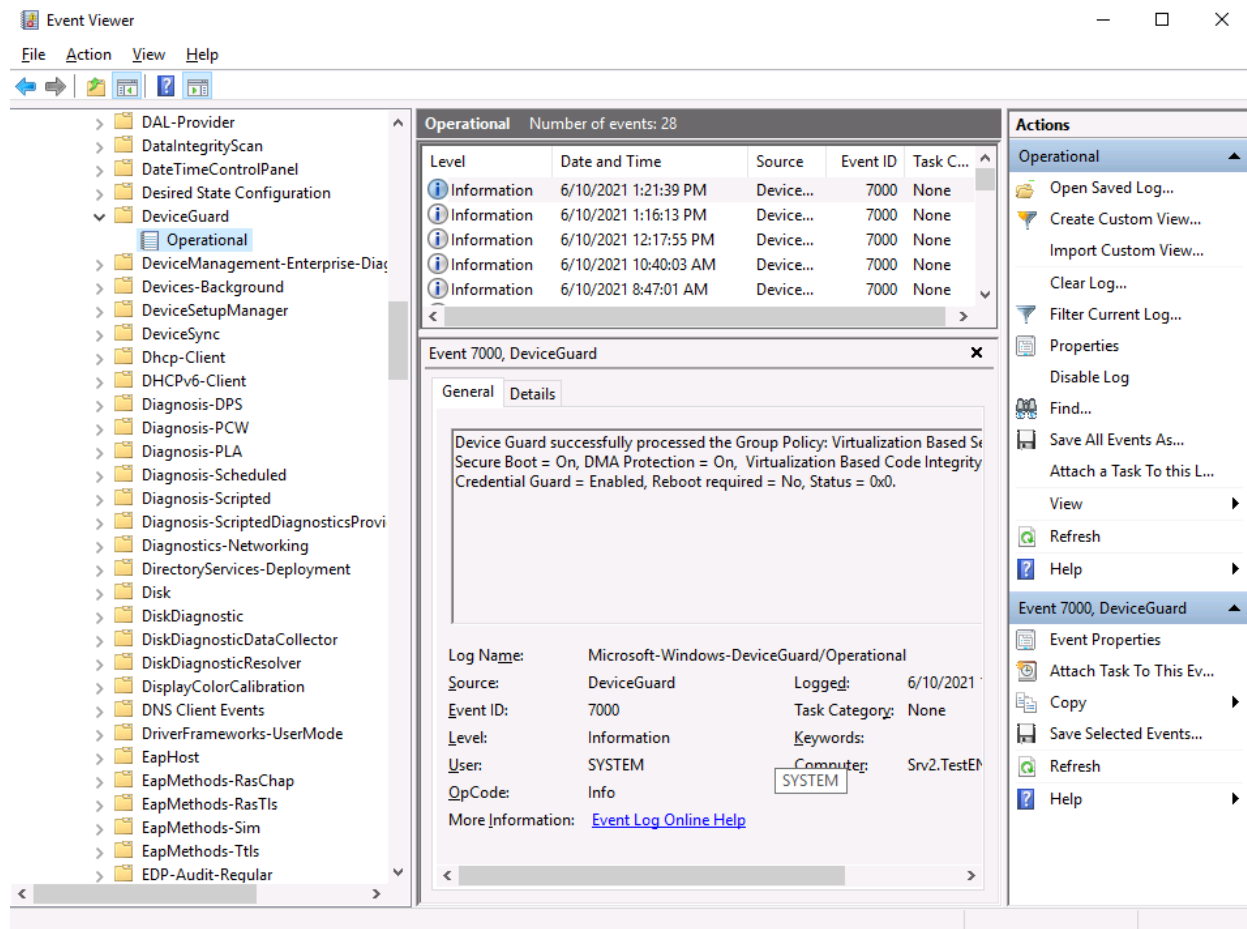 Event Viewer
File Action View Help
DAL-Provider
DataIntegrityScan
DateTimeControlPanel
Desired State Configuration
DeviceGuard
Operational
DeviceManagement-Enterprise-Diag
Devices-Background
DeviceSetupManager
DeviceSync
Dhcp-Client
DHCPv6-Client
Diagnosis-DPS
Diagnosis-PCW
Diagnosis-PLA
Diagnosis-Scheduled
Diagnosis-Scripted
Diagnosis-ScriptedDiagnosticsProvi
Diagnostics-Networking
DirectoryServices-Deployment
Disk
DiskDiagnostic
DiskDiagnosticDataCollector
DiskDiagnosticResolver
DisplayColorCalibration
DNS Client Events
DriverFrameworks-UserMode
EapHost
EapMethods-RasChap
EapMethods-RasTls
EapMethods-Sim
EapMethods-Ttls
EDP-Audit-Regular
Operational Number of events: 28
Level Date and Time Source Event ID Task C...
Information 6/10/2021 1:21:39 PM Device... 7000 None
Information 6/10/2021 1:16:13 PM Device... 7000 None
Information 6/10/2021 12:17:55 PM Device... 7000 None
Information 6/10/2021 10:40:03 AM Device... 7000 None
Information 6/10/2021 8:47:01 AM Device... 7000 None
Event 7000, DeviceGuard
General Details
Device Guard successfully processed the Group Policy: Virtualization Based Se
Secure Boot = On, DMA Protection = On, Virtualization Based Code Integrity
Credential Guard = Enabled, Reboot required = No, Status = 0x0.
Log Name: Microsoft-Windows-DeviceGuard/Operational
Source: DeviceGuard Logged: 6/10/2021
Event ID: 7000 Task Category: None
Level: Information Keywords:
User: SYSTEM Computer: Srv2.TestEN
SYSTEM
OpCode: Info
More Information: Event Log Online Help
Actions
Operational
Open Saved Log...
Create Custom View...
Import Custom View...
Clear Log...
Filter Current Log...
Properties
Disable Log
Find...
Save All Events As...
Attach a Task To this L...
View
Refresh
Help
Event 7000, DeviceGuard
Event Properties
Attach Task To This Ev...
Copy
Save Selected Events...
Refresh
Help